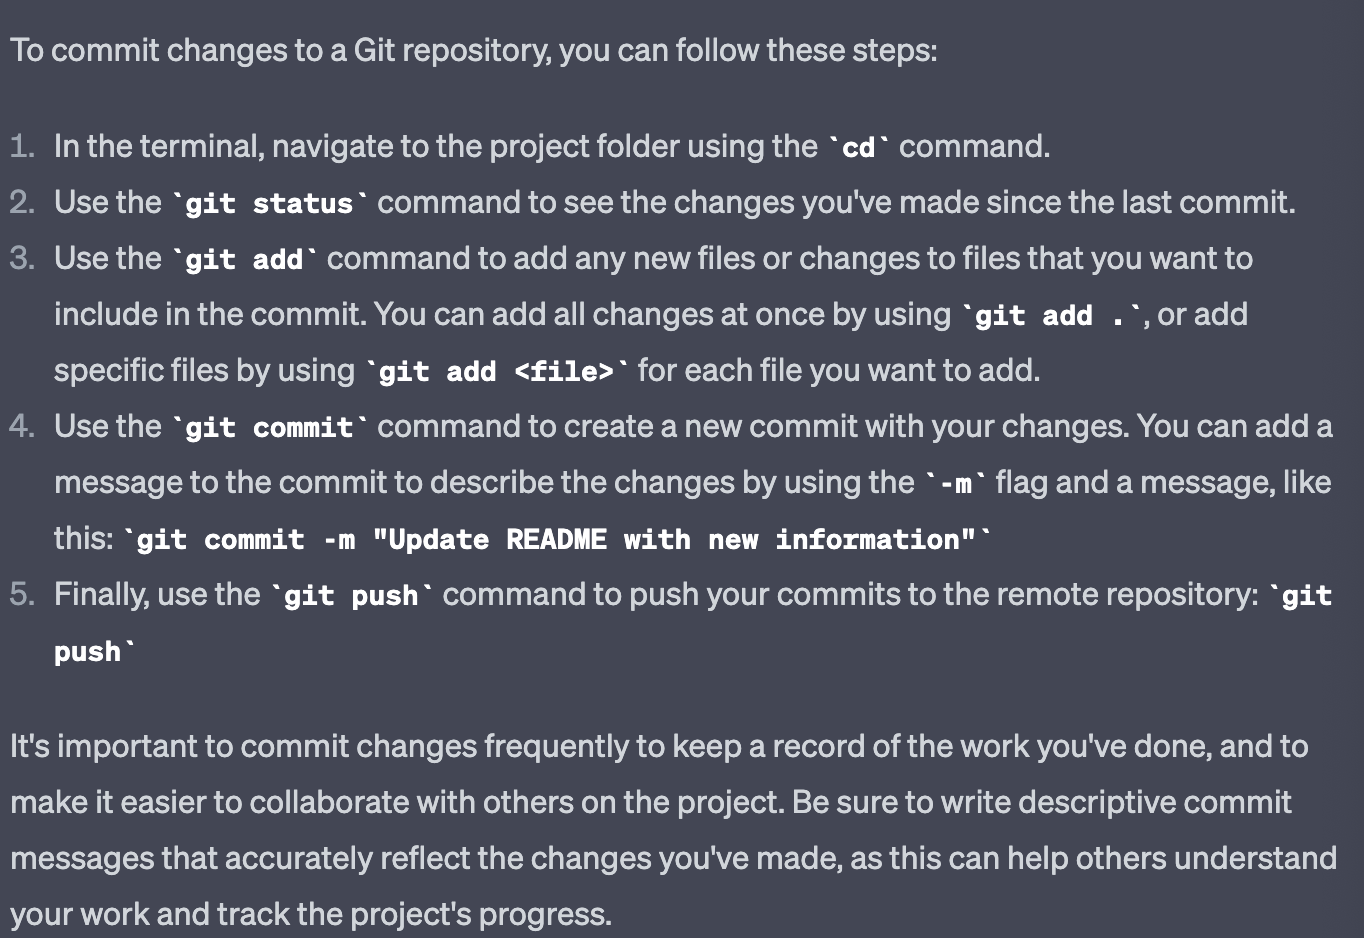 To commit changes to a Git repository, you can follow these steps:
1. In the terminal, navigate to the project folder using the `cd` command.
2. Use the `git status` command to see the changes you've made since the last commit.
3. Use the `git add` command to add any new files or changes to files that you want to
include in the commit. You can add all changes at once by using `git add .`, or add
specific files by using `git add <file>` for each file you want to add.
4. Use the `git commit` command to create a new commit with your changes. You can add a
message to the commit to describe the changes by using the `-m` flag and a message, like
this: `git commit -m "Update README with new information"`
5. Finally, use the `git push` command to push your commits to the remote repository: `git
push`
It's important to commit changes frequently to keep a record of the work you've done, and to
make it easier to collaborate with others on the project. Be sure to write descriptive commit
messages that accurately reflect the changes you've made, as this can help others understand
your work and track the project's progress.